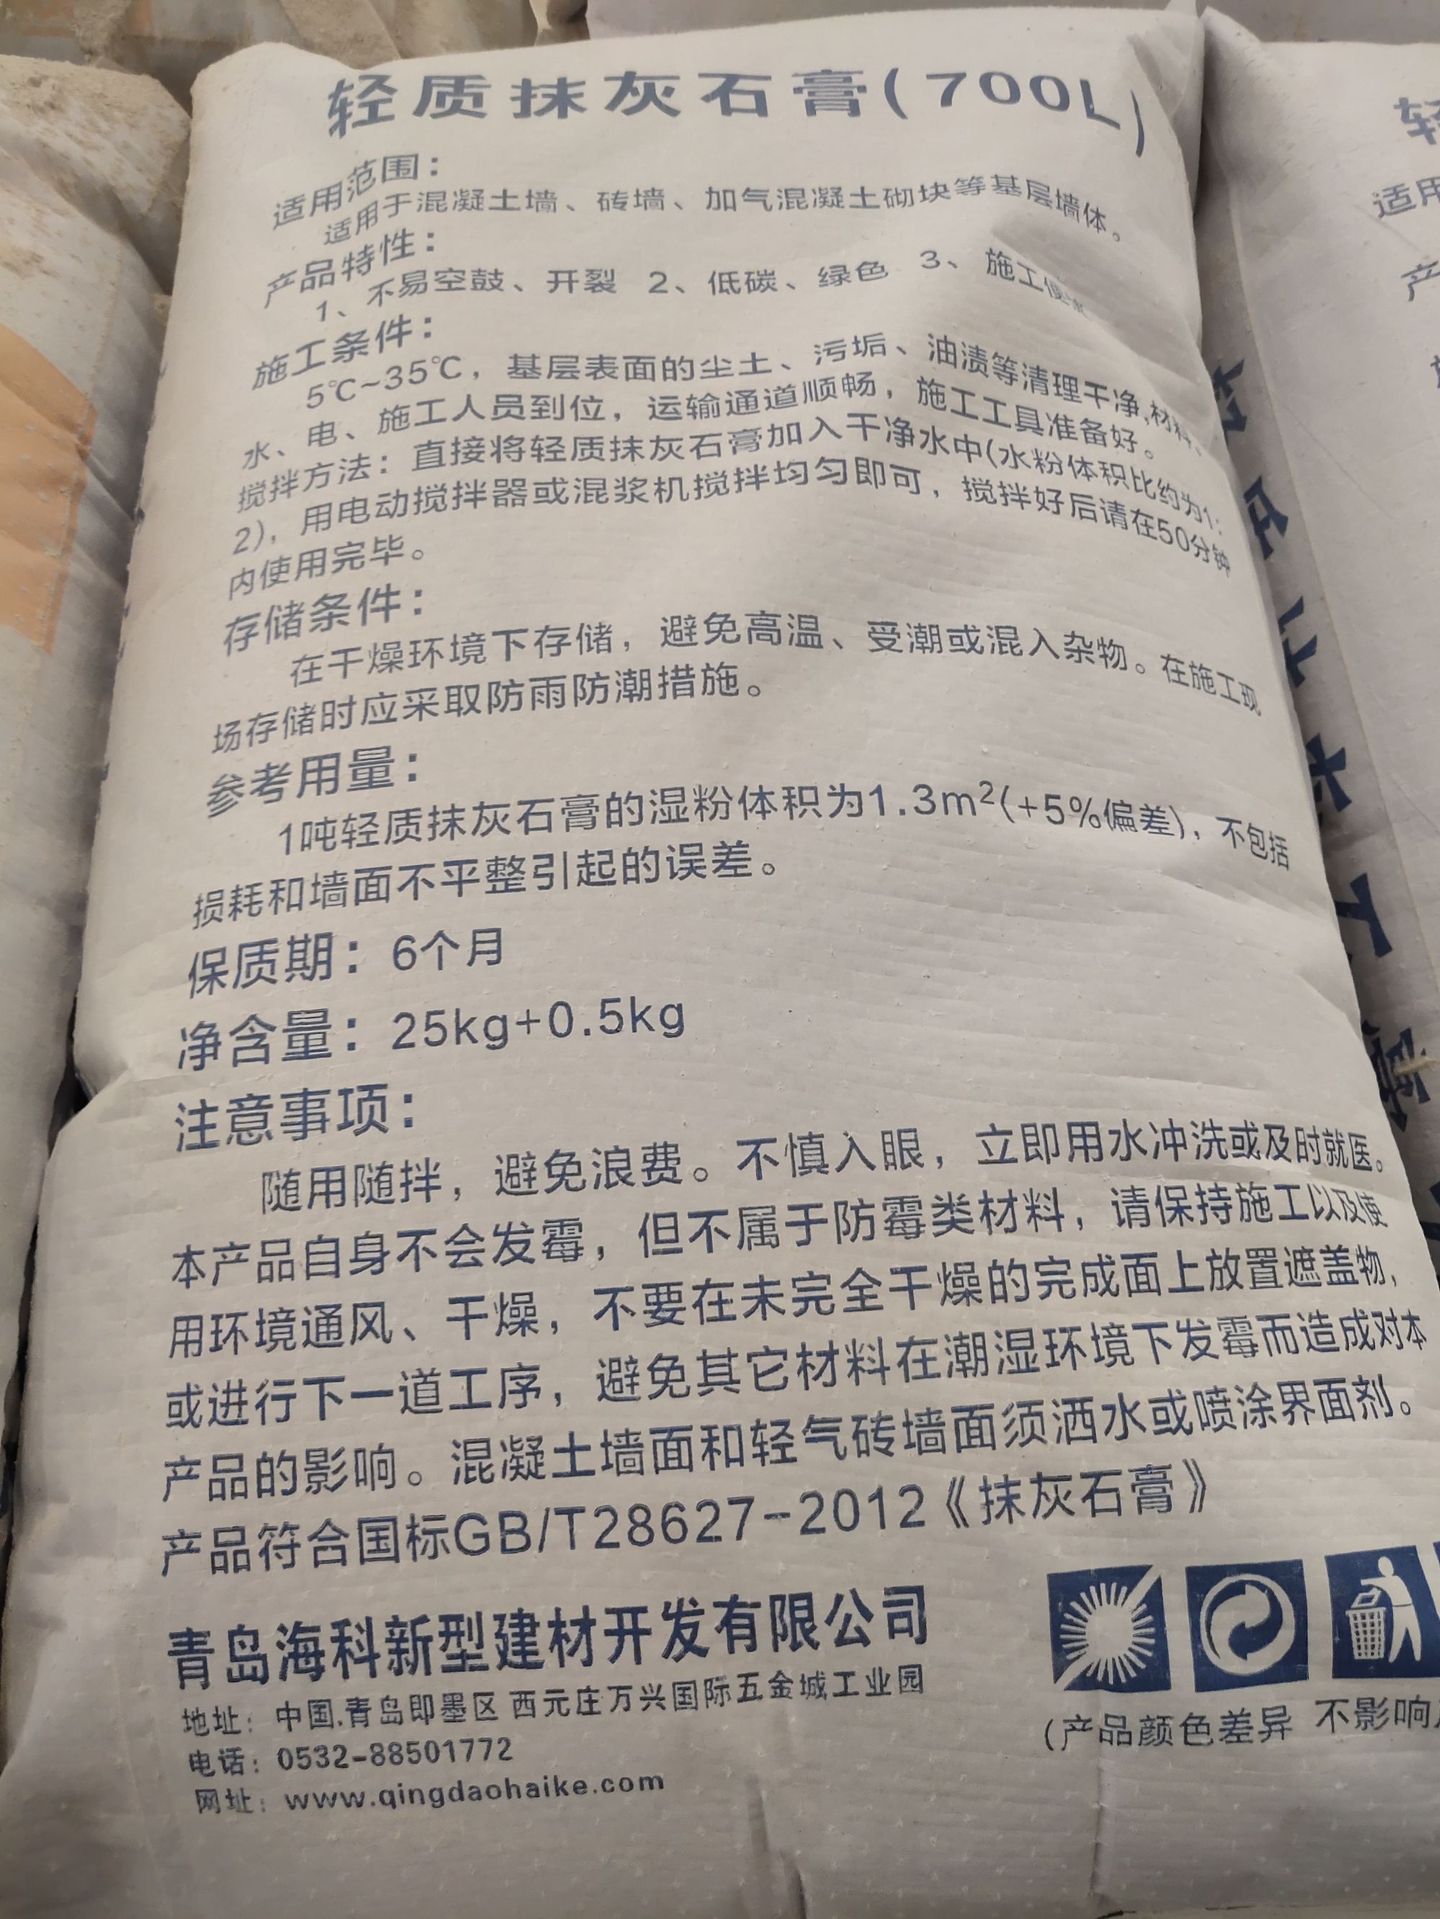 轻质抹灰石膏(700L)
适用范围：
适用于混凝土墙、砖墙、加气混凝土砌块等基层墙体。
产品特性：
1、不易空鼓、开裂 2、低碳、绿色 3、施工便
施工条件：
5℃~35℃，基层表面的尘土、污垢、油渍等清理干净,材料、
水、电、施工人员到位，运输通道顺畅，施工工具准备好。
搅拌方法：直接将轻质抹灰石膏加入干净水中(水粉体积比约为1:
2)，用电动搅拌器或混浆机搅拌均匀即可，搅拌好后请在50分钟
内使用完毕。
存储条件：
在干燥环境下存储，避免高温、受潮或混入杂物。在施工现
场存储时应采取防雨防潮措施。
参考用量：
1吨轻质抹灰石膏的湿粉体积为1.3m²(+5%偏差)，不包括
损耗和墙面不平整引起的误差。
保质期：6个月
净含量：25kg+0.5kg
注意事项：
随用随拌，避免浪费。不慎入眼，立即用水冲洗或及时就医。
本产品自身不会发霉，但不属于防霉类材料，请保持施工以及使
用环境通风、干燥，不要在未完全干燥的完成面上放置遮盖物，
或进行下一道工序，避免其它材料在潮湿环境下发霉而造成对本
产品的影响。混凝土墙面和轻气砖墙面须洒水或喷涂界面剂。
产品符合国标GB/T28627-2012《抹灰石膏》
青岛海科新型建材开发有限公司
地址：中国.青岛即墨区 西元庄万兴国际五金城工业园
电话：0532-88501772
网址：www.qingdaohaike.com
(产品颜色差异 不影响
轻
适用
产